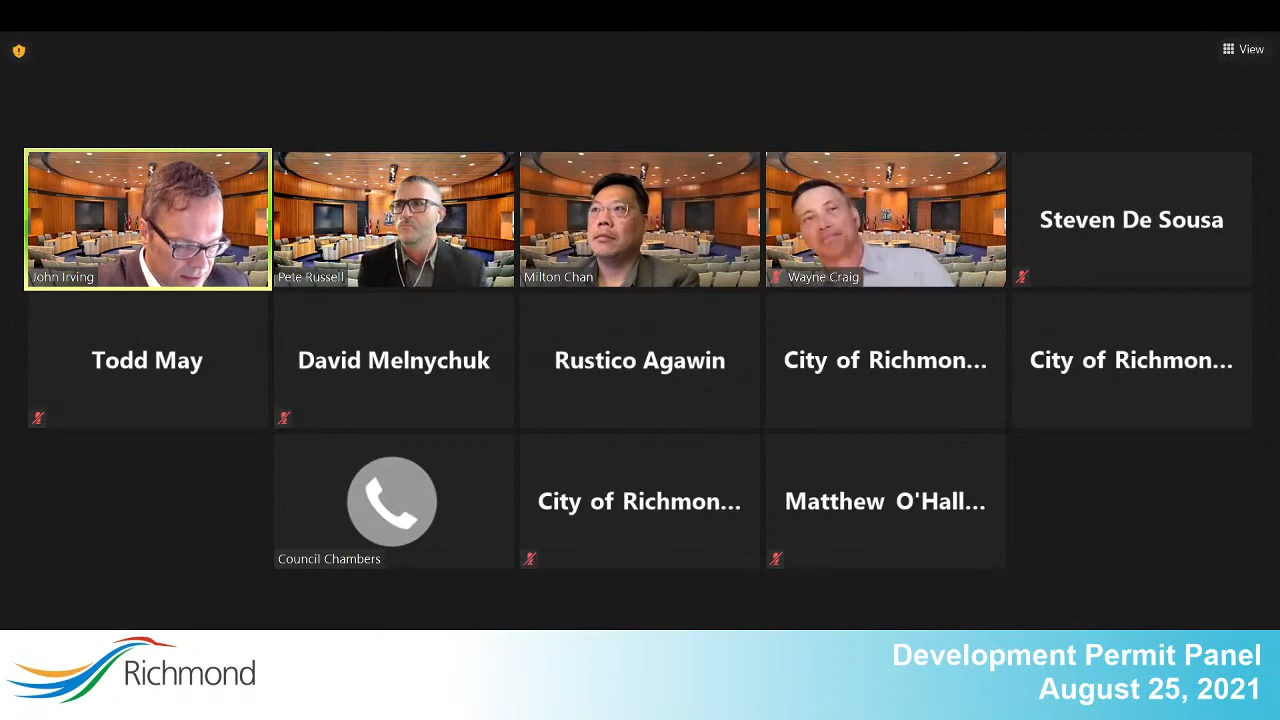 View
John Irving
Pete Russell
Milton Chan
Wayne Craig
Steven De Sousa
Todd May
David Melnychuk
Rustico Agawin
City of Richmon...
City of Richmon...
Council Chambers
City of Richmon...
Matthew O'Hall...
Richmond
Development Permit Panel
August 25, 2021